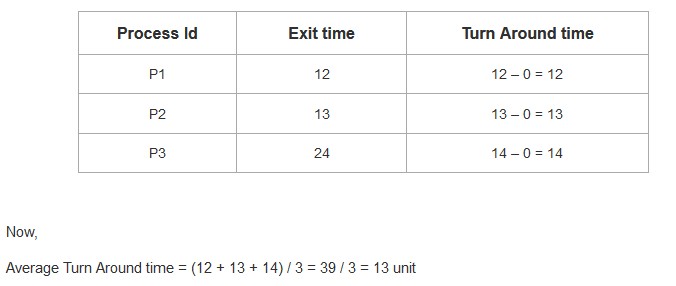 Process Id Exit time Turn Around time
P1 12 12 – 0 = 12
P2 13 13 – 0 = 13
P3 24 14 – 0 = 14
Now,
Average Turn Around time = (12 + 13 + 14) / 3 = 39 / 3 = 13 unit